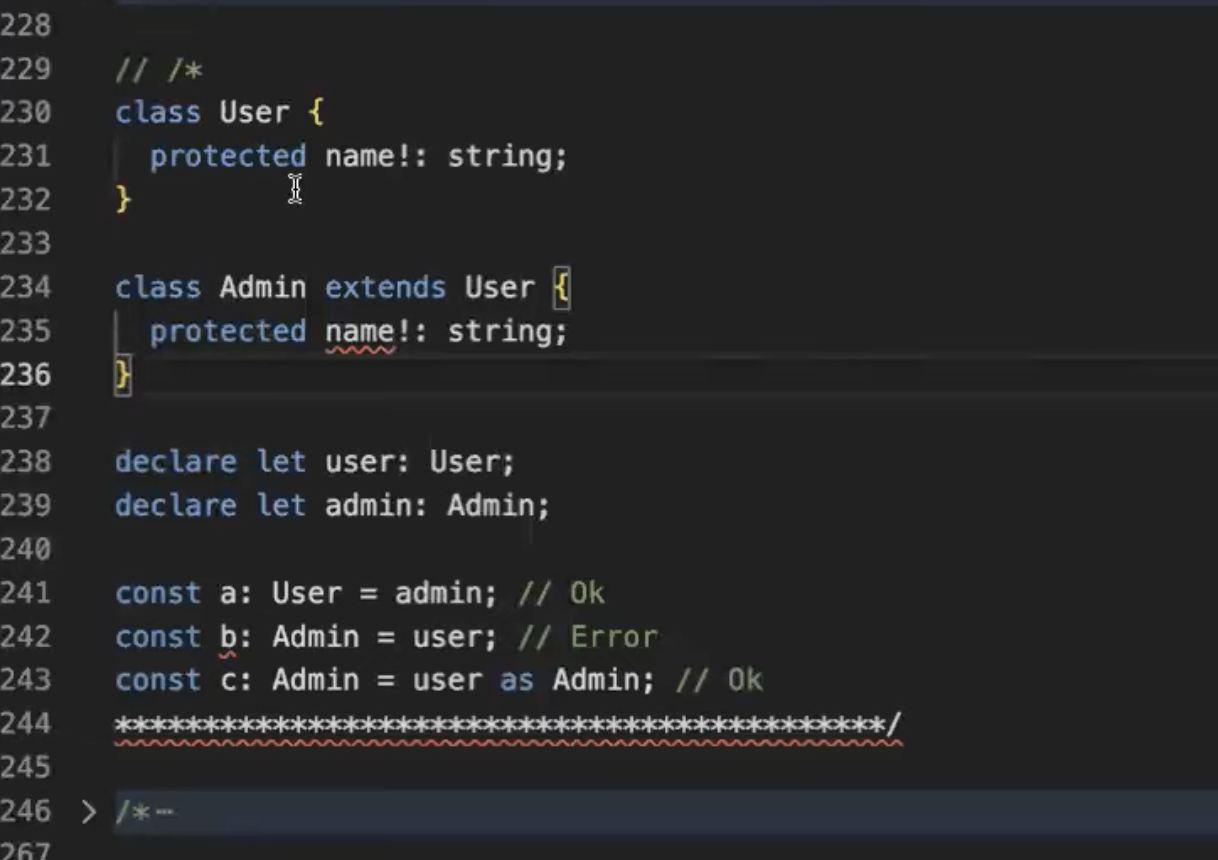 228
229 // /*
230 class User {
231 protected name!: string;
232 }
233
234 class Admin extends User {
235 protected name!: string;
236 }
237
238 declare let user: User;
239 declare let admin: Admin;
240
241 const a: User = admin; // Ok
242 const b: Admin = user; // Error
243 const c: Admin = user as Admin; // Ok
244 ********************************************/
245
246 > /*⋯
267